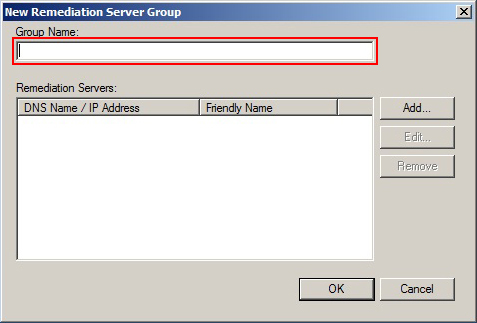 New Remediation Server Group
Group Name:
Remediation Servers:
DNS Name / IP Address Friendly Name
Add...
Edit...
Remove
OK Cancel